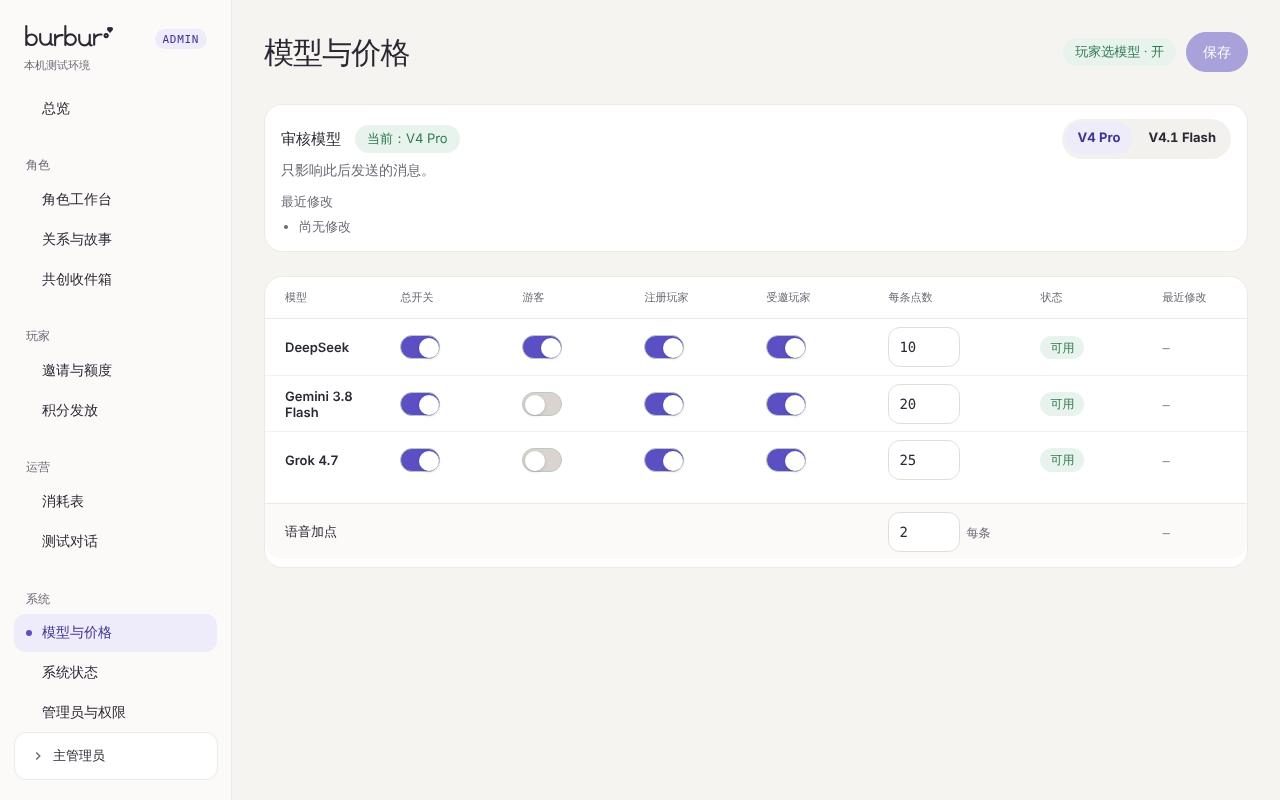 burbur
ADMIN
本机测试环境
总览
角色
角色工作台
关系与故事
共创收件箱
玩家
邀请与额度
积分发放
运营
消耗表
测试对话
系统
模型与价格
系统状态
管理员与权限
主管理员
模型与价格
玩家选模型 · 开
保存
审核模型
当前：V4 Pro
V4 Pro
V4.1 Flash
只影响此后发送的消息。
最近修改
• 尚无修改
模型 总开关 游客 注册玩家 受邀玩家 每条点数 状态 最近修改
DeepSeek 10 可用 –
Gemini 3.8
Flash 20 可用 –
Grok 4.7 25 可用 –
语音加点 2 每条 –